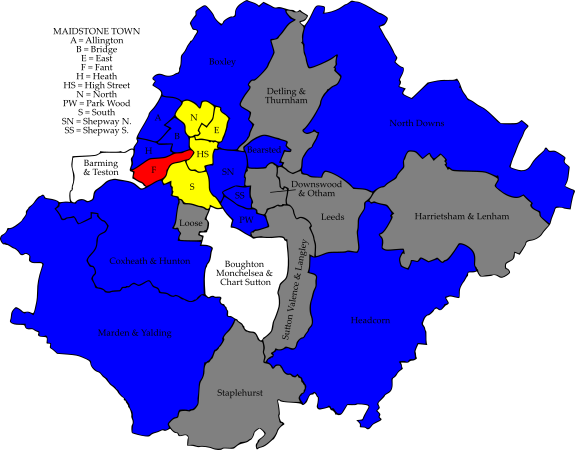 MAIDSTONE TOWN
A = Allington
B = Bridge
E = East
F = Fant
H = Heath
HS = High Street
N = North
PW = Park Wood
S = South
SN = Shepway N.
SS = Shepway S.
Boxley
Detling &
Thurnham
North Downs
A
N
B
E
H
HS
Bearsted
Barming
& Teston
F
SN
S
SS
Downswood
& Otham
Loose
PW
Leeds
Harrietsham & Lenham
Coxheath & Hunton
Boughton
Monchelsea &
Chart Sutton
Sutton Valence & Langley
Marden & Yalding
Headcorn
Staplehurst